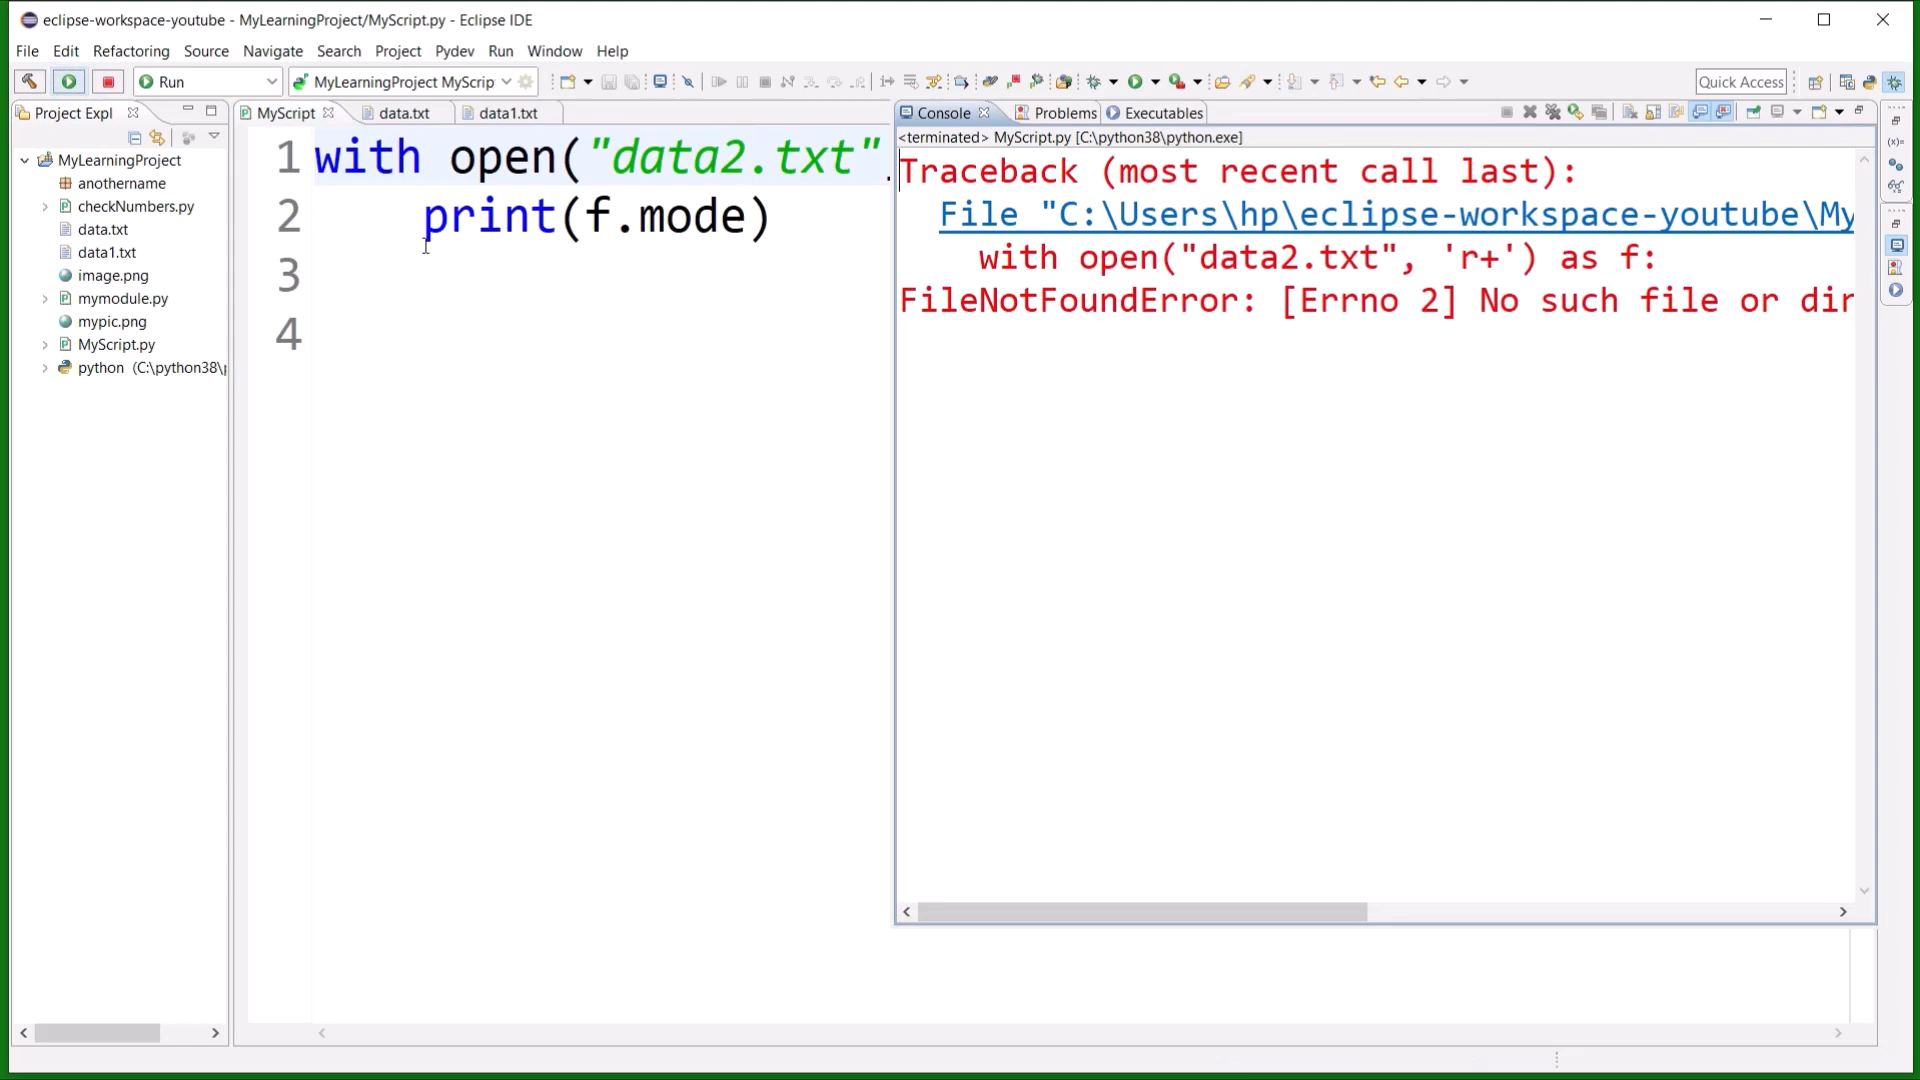 eclipse-workspace-youtube - MyLearningProject/MyScript.py - Eclipse IDE
File Edit Refactoring Source Navigate Search Project Pydev Run Window Help
Run MyLearningProject MyScrip Quick Access
Project Expl
MyLearningProject
anothername
checkNumbers.py
data.txt
data1.txt
image.png
mymodule.py
mypic.png
MyScript.py
python (C:\python38\
MyScript data.txt data1.txt
1 with open("data2.txt"
2 print(f.mode)
3
4
Console Problems Executables
<terminated> MyScript.py [C:\python38\python.exe]
Traceback (most recent call last):
File "C:\Users\hp\eclipse-workspace-youtube\My
with open("data2.txt", 'r+') as f:
FileNotFoundError: [Errno 2] No such file or dir